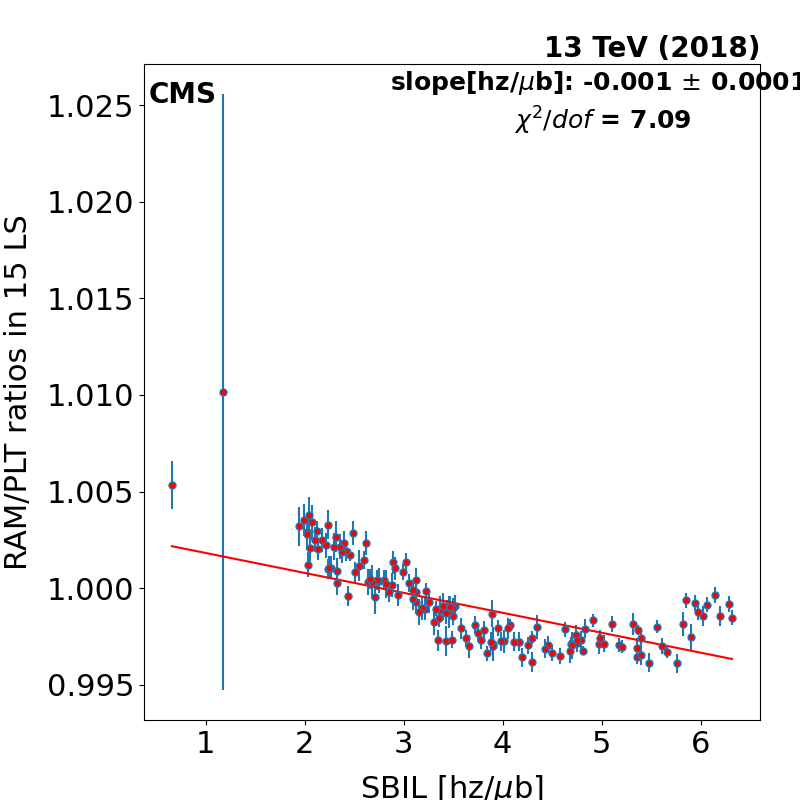 13 TeV (2018)
CMS
slope[hz/μb]: -0.001 ± 0.0001
χ²/dof = 7.09
RAM/PLT ratios in 15 LS
1.025
1.020
1.015
1.010
1.005
1.000
0.995
1 2 3 4 5 6
SBIL [hz/μb]